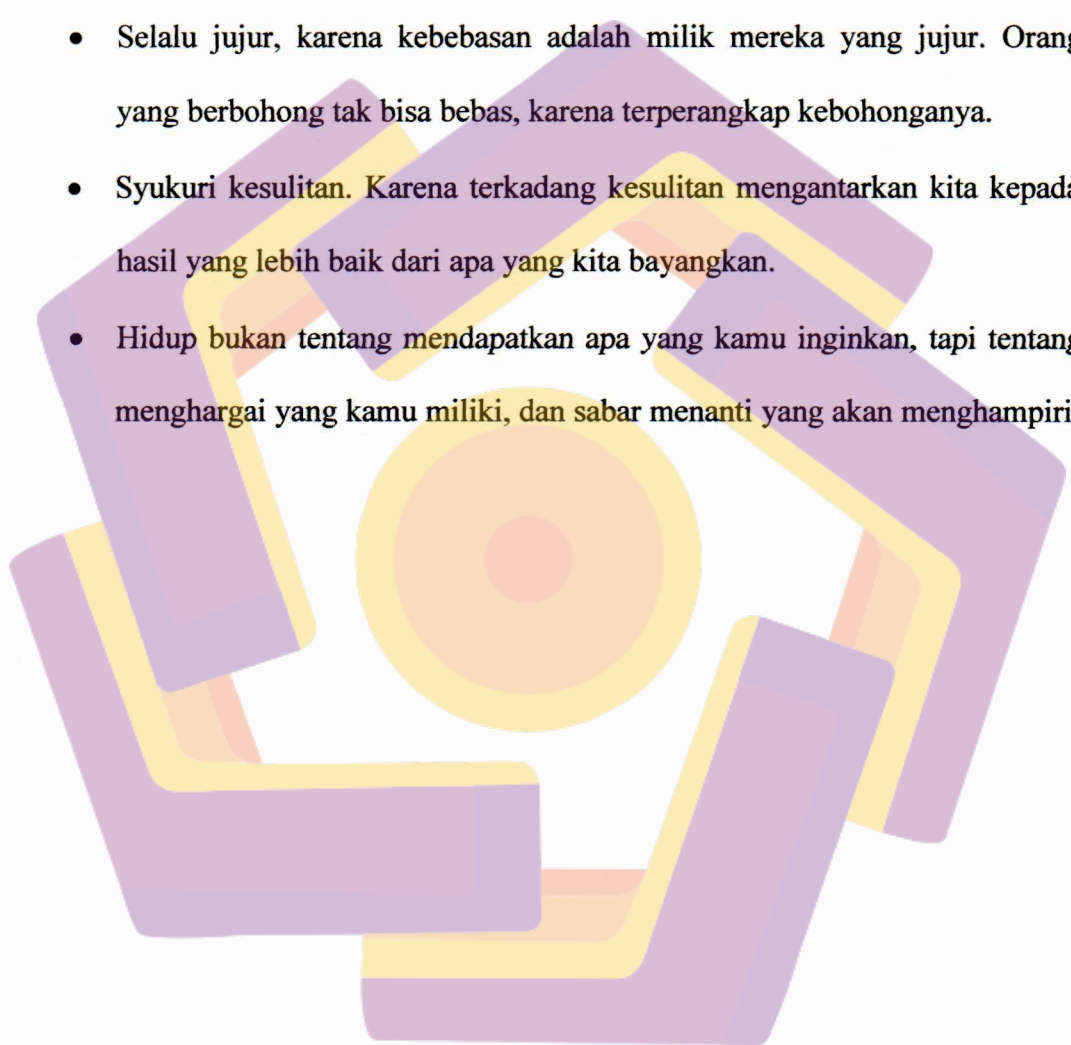 • Selalu jujur, karena kebebasan adalah milik mereka yang jujur. Orang
yang berbohong tak bisa bebas, karena terperangkap kebohonganya.
• Syukuri kesulitan. Karena terkadang kesulitan mengantarkan kita kepada
hasil yang lebih baik dari apa yang kita bayangkan.
• Hidup bukan tentang mendapatkan apa yang kamu inginkan, tapi tentang
menghargai yang kamu miliki, dan sabar menanti yang akan menghampiri